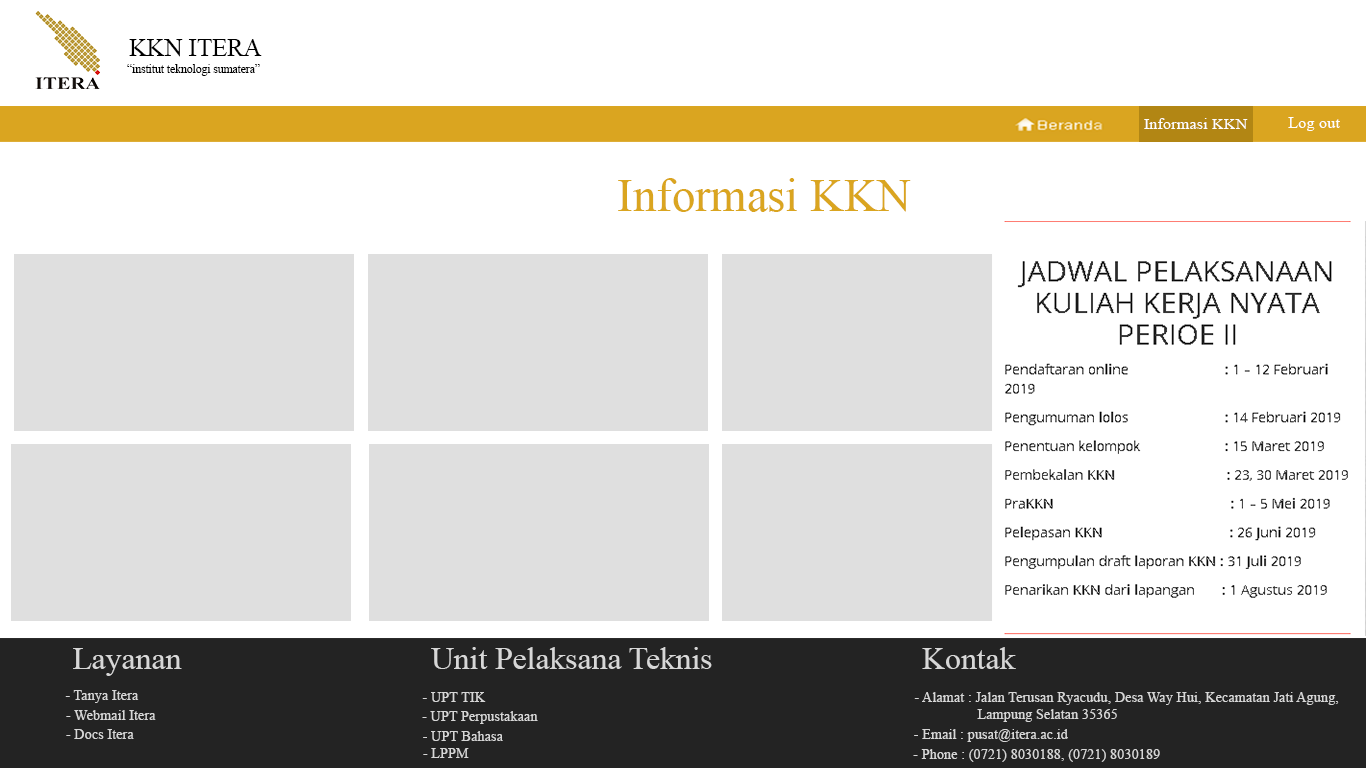 ITERA
KKN ITERA
“institut teknologi sumatera”
Beranda
Informasi KKN
Log out
Informasi KKN
JADWAL PELAKSANAAN
KULIAH KERJA NYATA
PERIOE II
Pendaftaran online : 1 – 12 Februari
2019
Pengumuman lolos : 14 Februari 2019
Penentuan kelompok : 15 Maret 2019
Pembekalan KKN : 23, 30 Maret 2019
PraKKN : 1 – 5 Mei 2019
Pelepasan KKN : 26 Juni 2019
Pengumpulan draft laporan KKN : 31 Juli 2019
Penarikan KKN dari lapangan : 1 Agustus 2019
Layanan
- Tanya Itera
- Webmail Itera
- Docs Itera
Unit Pelaksana Teknis
- UPT TIK
- UPT Perpustakaan
- UPT Bahasa
- LPPM
Kontak
- Alamat : Jalan Terusan Ryacudu, Desa Way Hui, Kecamatan Jati Agung,
Lampung Selatan 35365
- Email : pusat@itera.ac.id
- Phone : (0721) 8030188, (0721) 8030189